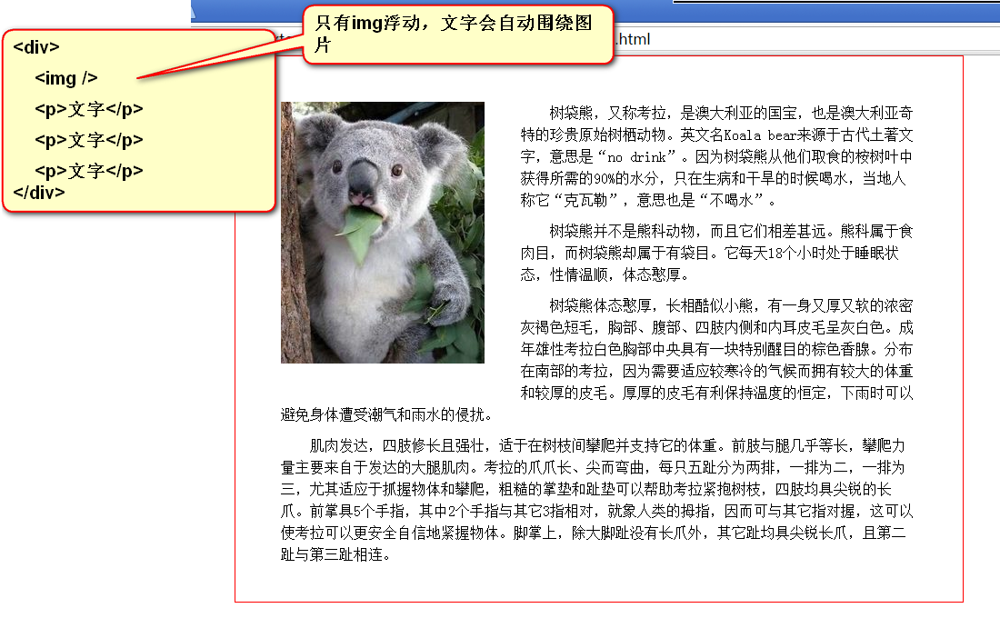 只有img浮动，文字会自动围绕图
片
.html
<div>
<img />
<p>文字</p>
<p>文字</p>
<p>文字</p>
</div>
树袋熊，又称考拉，是澳大利亚的国宝，也是澳大利亚奇
特的珍贵原始树栖动物。英文名Koala bear来源于古代土著文
字，意思是“no drink”。因为树袋熊从他们取食的桉树叶中
获得所需的90%的水分，只在生病和干旱的时候喝水，当地人
称它“克瓦勒”，意思也是“不喝水”。
树袋熊并不是熊科动物，而且它们相差甚远。熊科属于食
肉目，而树袋熊却属于有袋目。它每天18个小时处于睡眠状
态，性情温顺，体态憨厚。
树袋熊体态憨厚，长相酷似小熊，有一身又厚又软的浓密
灰褐色短毛，胸部、腹部、四肢内侧和内耳皮毛呈灰白色。成
年雄性考拉白色胸部中央具有一块特别醒目的棕色香腺。分布
在南部的考拉，因为需要适应较寒冷的气候而拥有较大的体重
和较厚的皮毛。厚厚的皮毛有利保持温度的恒定，下雨时可以
避免身体遭受潮气和雨水的侵扰。
肌肉发达，四肢修长且强壮，适于在树枝间攀爬并支持它的体重。前肢与腿几乎等长，攀爬力
量主要来自于发达的大腿肌肉。考拉的爪爪长、尖而弯曲，每只五趾分为两排，一排为二，一排为
三，尤其适应于抓握物体和攀爬，粗糙的掌垫和趾垫可以帮助考拉紧抱树枝，四肢均具尖锐的长
爪。前掌具5个手指，其中2个手指与其它3指相对，就象人类的拇指，因而可与其它指对握，这可以
使考拉可以更安全自信地紧握物体。脚掌上，除大脚趾没有长爪外，其它趾均具尖锐长爪，且第二
趾与第三趾相连。